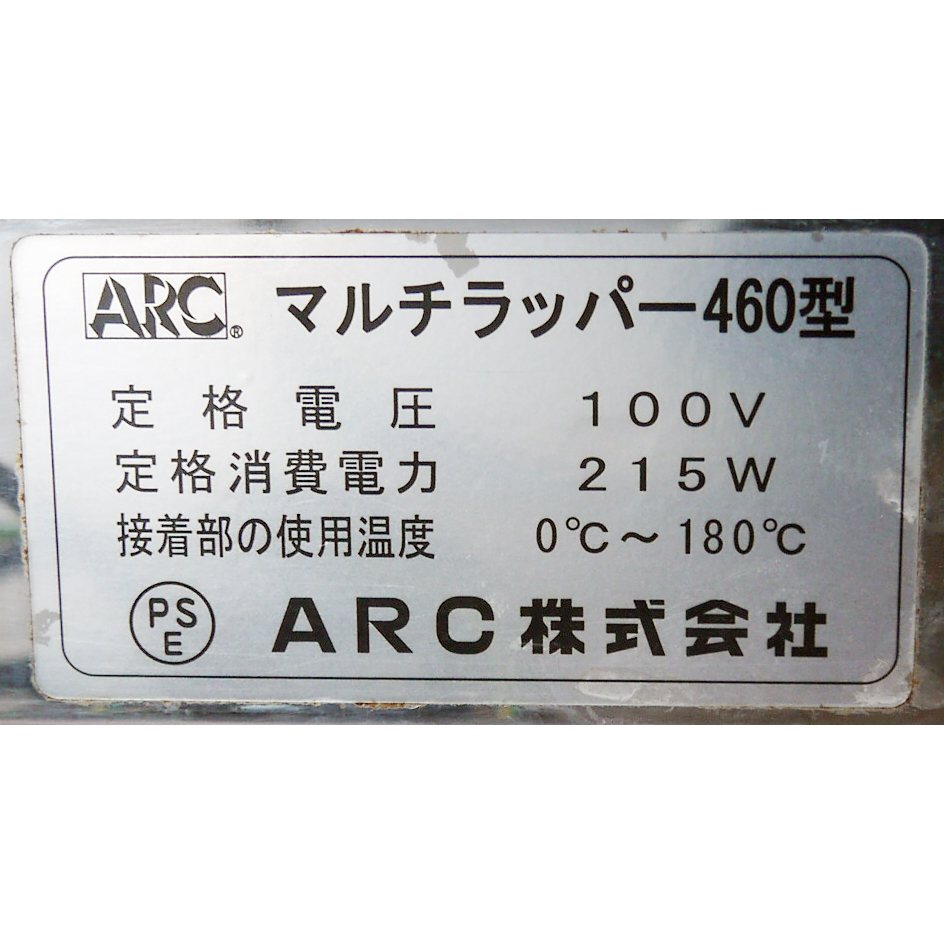 ARC® マルチラッパー460型
定格電圧 100V
定格消費電力 215W
接着部の使用温度 0℃～180℃
PSE ARC株式会社